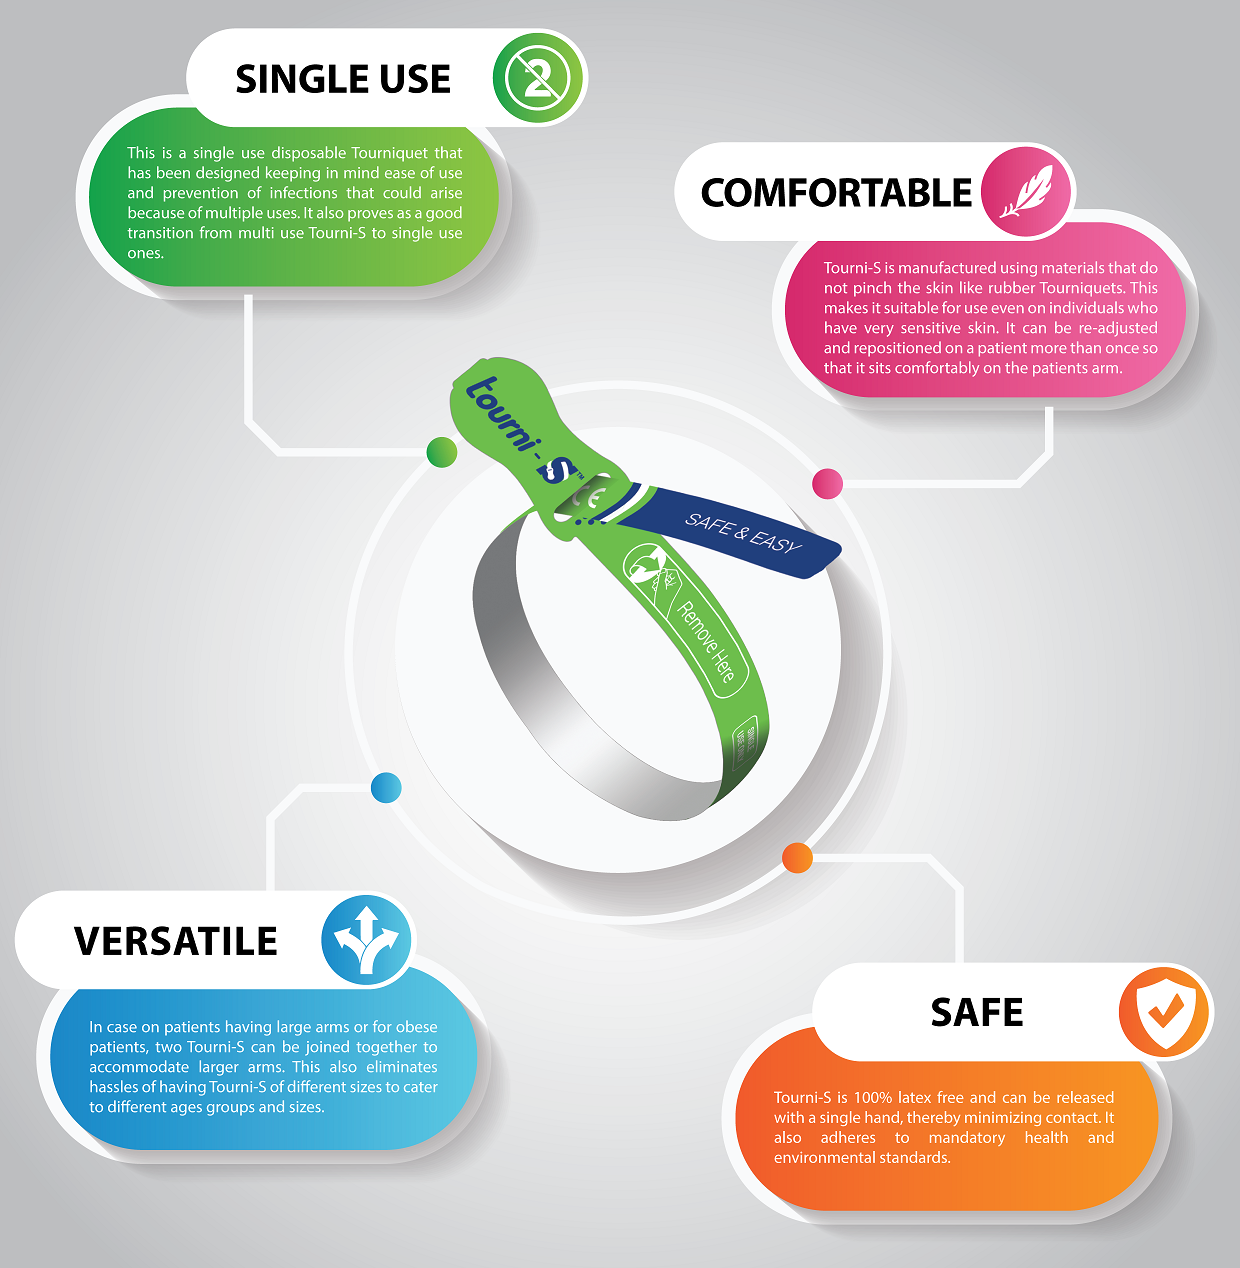 SINGLE USE
2
This is a single use disposable Tourniquet that
has been designed keeping in mind ease of use
and prevention of infections that could arise
because of multiple uses. It also proves as a good
transition from multi use Tourni-S to single use
ones.
COMFORTABLE
Tourni-S is manufactured using materials that do
not pinch the skin like rubber Tourniquets. This
makes it suitable for use even on individuals who
have very sensitive skin. It can be re-adjusted
and repositioned on a patient more than once so
that it sits comfortably on the patients arm.
tourni-S™
CE
SAFE & EASY
Remove Here
VERSATILE
In case on patients having large arms or for obese
patients, two Tourni-S can be joined together to
accommodate larger arms. This also eliminates
hassles of having Tourni-S of different sizes to cater
to different ages groups and sizes.
SAFE
Tourni-S is 100% latex free and can be released
with a single hand, thereby minimizing contact. It
also adheres to mandatory health and
environmental standards.